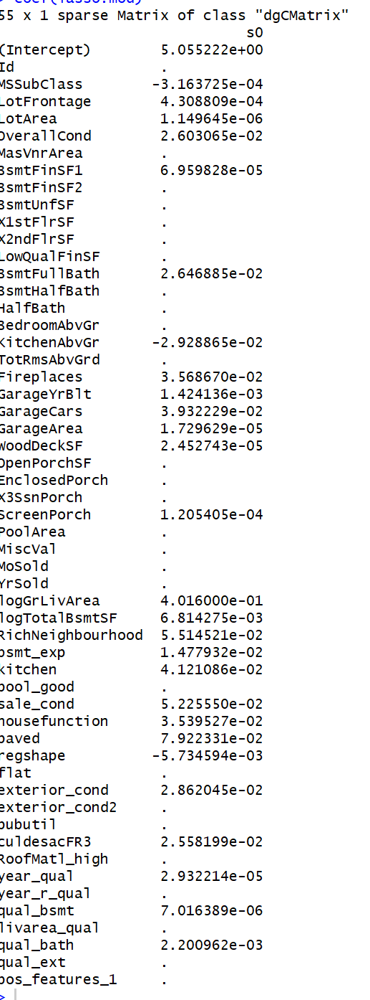 > coef(lasso.mod)
55 x 1 sparse Matrix of class "dgCMatrix"
s0
(Intercept) 5.055222e+00
Id .
MSSubClass -3.163725e-04
LotFrontage 4.308809e-04
LotArea 1.149645e-06
OverallCond 2.603065e-02
MasVnrArea .
BsmtFinSF1 6.959828e-05
BsmtFinSF2 .
BsmtUnfSF .
X1stFlrSF .
X2ndFlrSF .
LowQualFinSF .
BsmtFullBath 2.646885e-02
BsmtHalfBath .
HalfBath .
BedroomAbvGr .
KitchenAbvGr -2.928865e-02
TotRmsAbvGrd .
Fireplaces 3.568670e-02
GarageYrBlt 1.424136e-03
GarageCars 3.932229e-02
GarageArea 1.729629e-05
WoodDeckSF 2.452743e-05
OpenPorchSF .
EnclosedPorch .
X3SsnPorch .
ScreenPorch 1.205405e-04
PoolArea .
MiscVal .
MoSold .
YrSold .
logGrLivArea 4.016000e-01
logTotalBsmtSF 6.814275e-03
RichNeighbourhood 5.514521e-02
bsmt_exp 1.477932e-02
kitchen 4.121086e-02
pool_good .
sale_cond 5.225550e-02
housefunction 3.539527e-02
paved 7.922331e-02
regshape -5.734594e-03
flat .
exterior_cond 2.862045e-02
exterior_cond2 .
pubutil .
culdesacFR3 2.558199e-02
RoofMatl_high .
year_qual 2.932214e-05
year_r_qual .
qual_bsmt 7.016389e-06
livarea_qual .
qual_bath 2.200962e-03
qual_ext .
pos_features_1 .
>